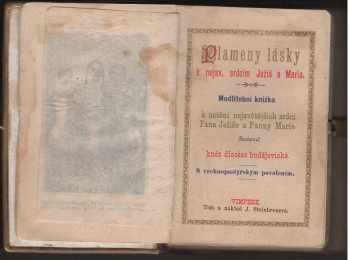 Plameny lásky
k nejsv. srdcím Ježíš a Maria.
Modlitební knížka
k uctění nejsvětějších srdcí
Pána Ježíše a Panny Marie.
Sestavil
kněz diecése budějovické.
S vrchnopastýrským povolením.
VIMPERK
Tisk a náklad J. Steinbrenera.